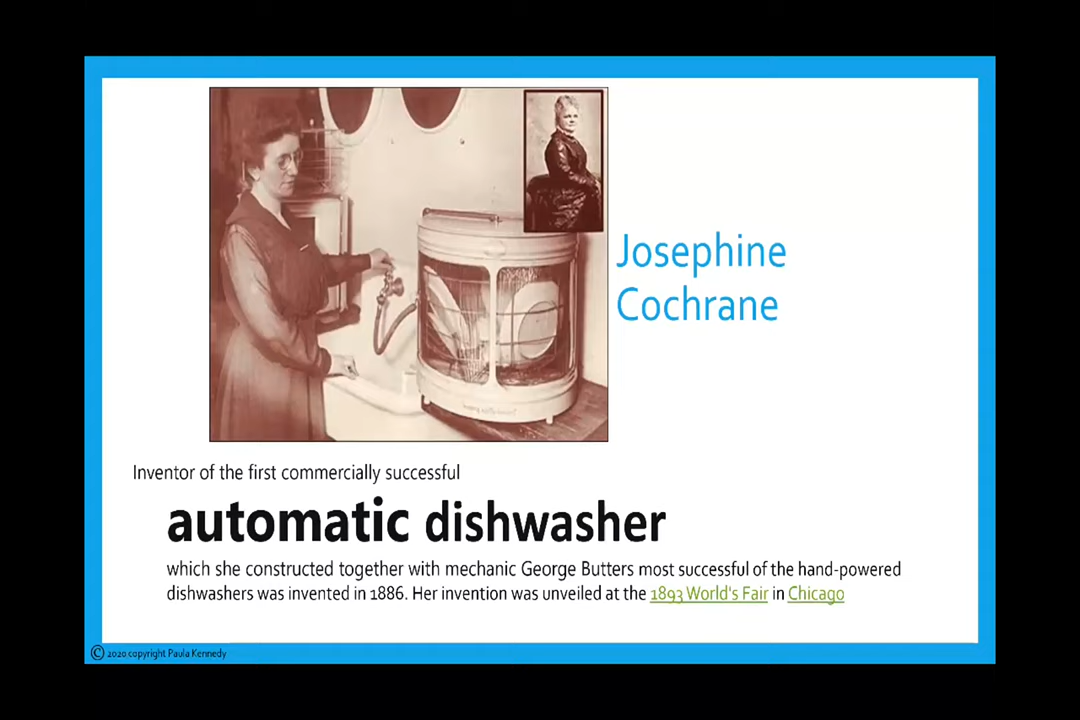 Josephine
Cochrane
Inventor of the first commercially successful
automatic dishwasher
which she constructed together with mechanic George Butters most successful of the hand-powered
dishwashers was invented in 1886. Her invention was unveiled at the 1893 World's Fair in Chicago
© 2020 copyright Paula Kennedy